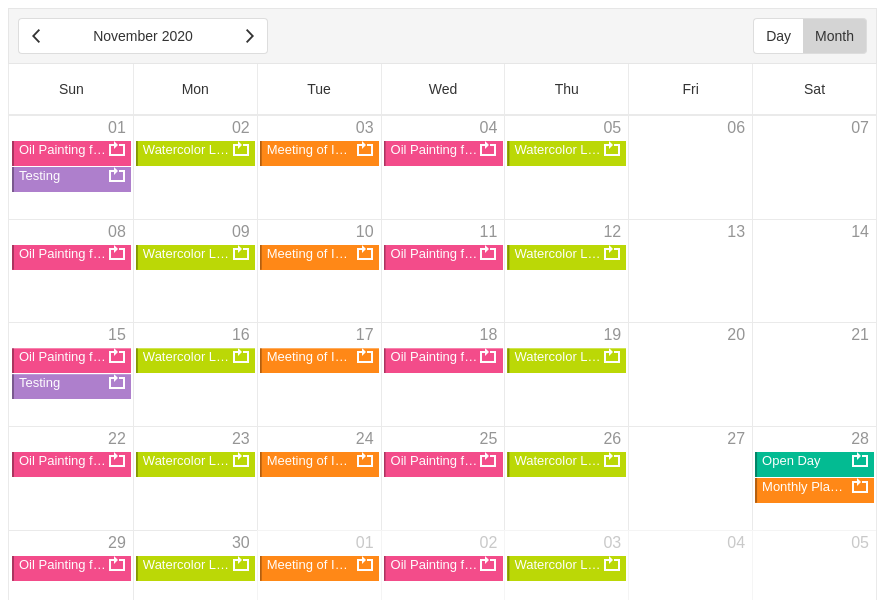 November 2020 Day Month
Sun Mon Tue Wed Thu Fri Sat
01 02 03 04 05 06 07
Oil Painting f… Watercolor L… Meeting of I… Oil Painting f… Watercolor L…
Testing
08 09 10 11 12 13 14
Oil Painting f… Watercolor L… Meeting of I… Oil Painting f… Watercolor L…
15 16 17 18 19 20 21
Oil Painting f… Watercolor L… Meeting of I… Oil Painting f… Watercolor L…
Testing
22 23 24 25 26 27 28
Oil Painting f… Watercolor L… Meeting of I… Oil Painting f… Watercolor L… Open Day
Monthly Pla…
29 30 01 02 03 04 05
Oil Painting f… Watercolor L… Meeting of I… Oil Painting f… Watercolor L…